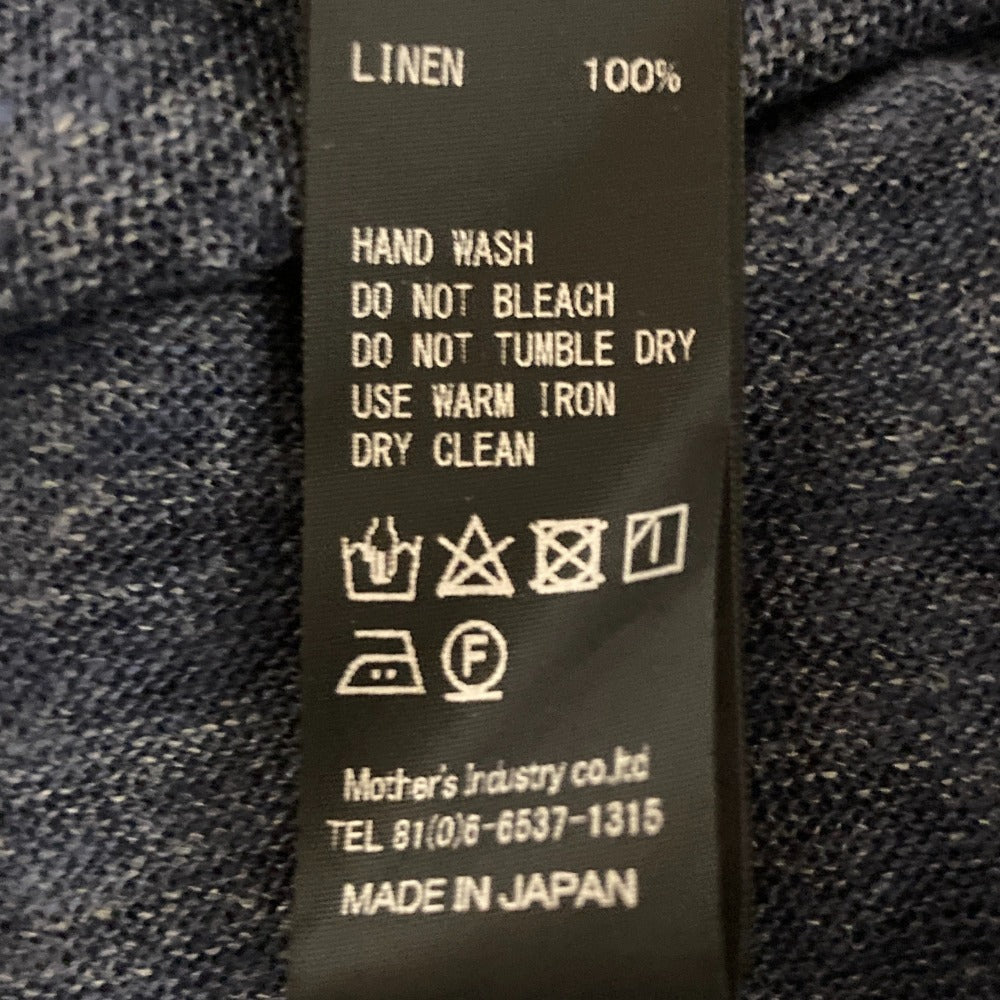 LINEN 100%
HAND WASH
DO NOT BLEACH
DO NOT TUMBLE DRY
USE WARM IRON
DRY CLEAN
F
Mother's Industry co.ltd
TEL 81(0)6-6537-1315
MADE IN JAPAN